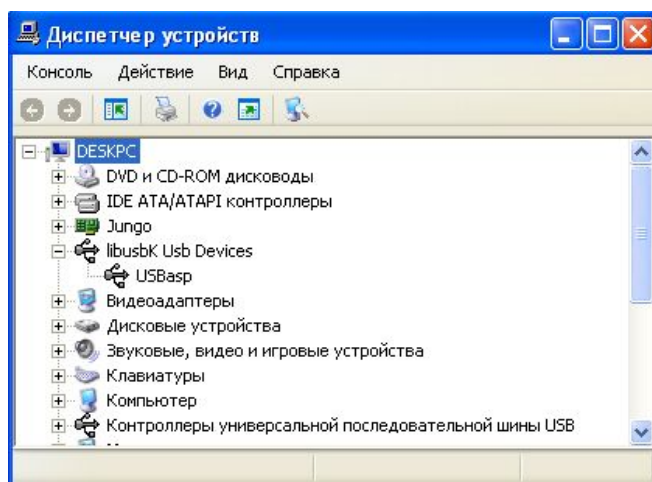 Диспетчер устройств
Консоль Действие Вид Справка
DESKPC
DVD и CD-ROM дисководы
IDE ATA/ATAPI контроллеры
Jungo
libusbK Usb Devices
USBasp
Видеоадаптеры
Дисковые устройства
Звуковые, видео и игровые устройства
Клавиатуры
Компьютер
Контроллеры универсальной последовательной шины USB